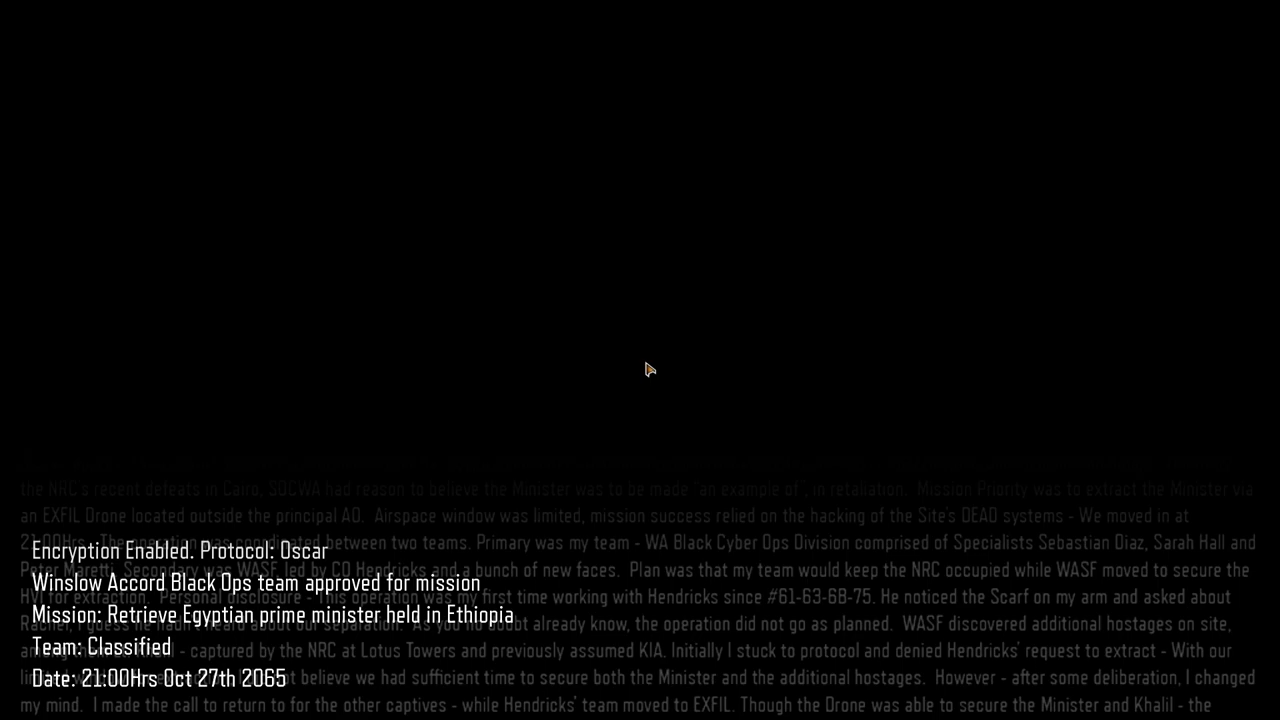 the NRC's recent defeats in Cairo. SOCWA had reason to believe the Minister was to be made "an example of", in retaliation. Mission Priority was to extract the Minister via
an EXFIL Drone located outside the principal AO. Airspace window was limited, mission success relied on the hacking of the Site's DEAD systems - We moved in at
21:00Hrs - The operation was coordinated between two teams. Primary was my team - WA Black Cyber Ops Division comprised of Specialists Sebastian Diaz, Sarah Hall and
Encryption Enabled. Protocol: Oscar
Peter Maretti. Secondary was WASF led by CO Hendricks and a bunch of new faces. Plan was that my team would keep the NRC occupied while WASF moved to secure the
Winslow Accord Black Ops team approved for mission
HVI for extraction. Personal disclosure - This operation was my first time working with Hendricks since #61-63-68-75. He noticed the Scarf on my arm and asked about
Mission: Retrieve Egyptian prime minister held in Ethiopia
Rachel, I guess he hadn't heard about our separation. As you no doubt already know, the operation did not go as planned. WASF discovered additional hostages on site,
Team: Classified
- captured by the NRC at Lotus Towers and previously assumed KIA. Initially I stuck to protocol and denied Hendricks' request to extract - With our
Date: 21:00Hrs Oct 27th 2065
believe we had sufficient time to secure both the Minister and the additional hostages. However - after some deliberation, I changed
my mind. I made the call to return to for the other captives - while Hendricks' team moved to EXFIL. Though the Drone was able to secure the Minister and Khalil - the